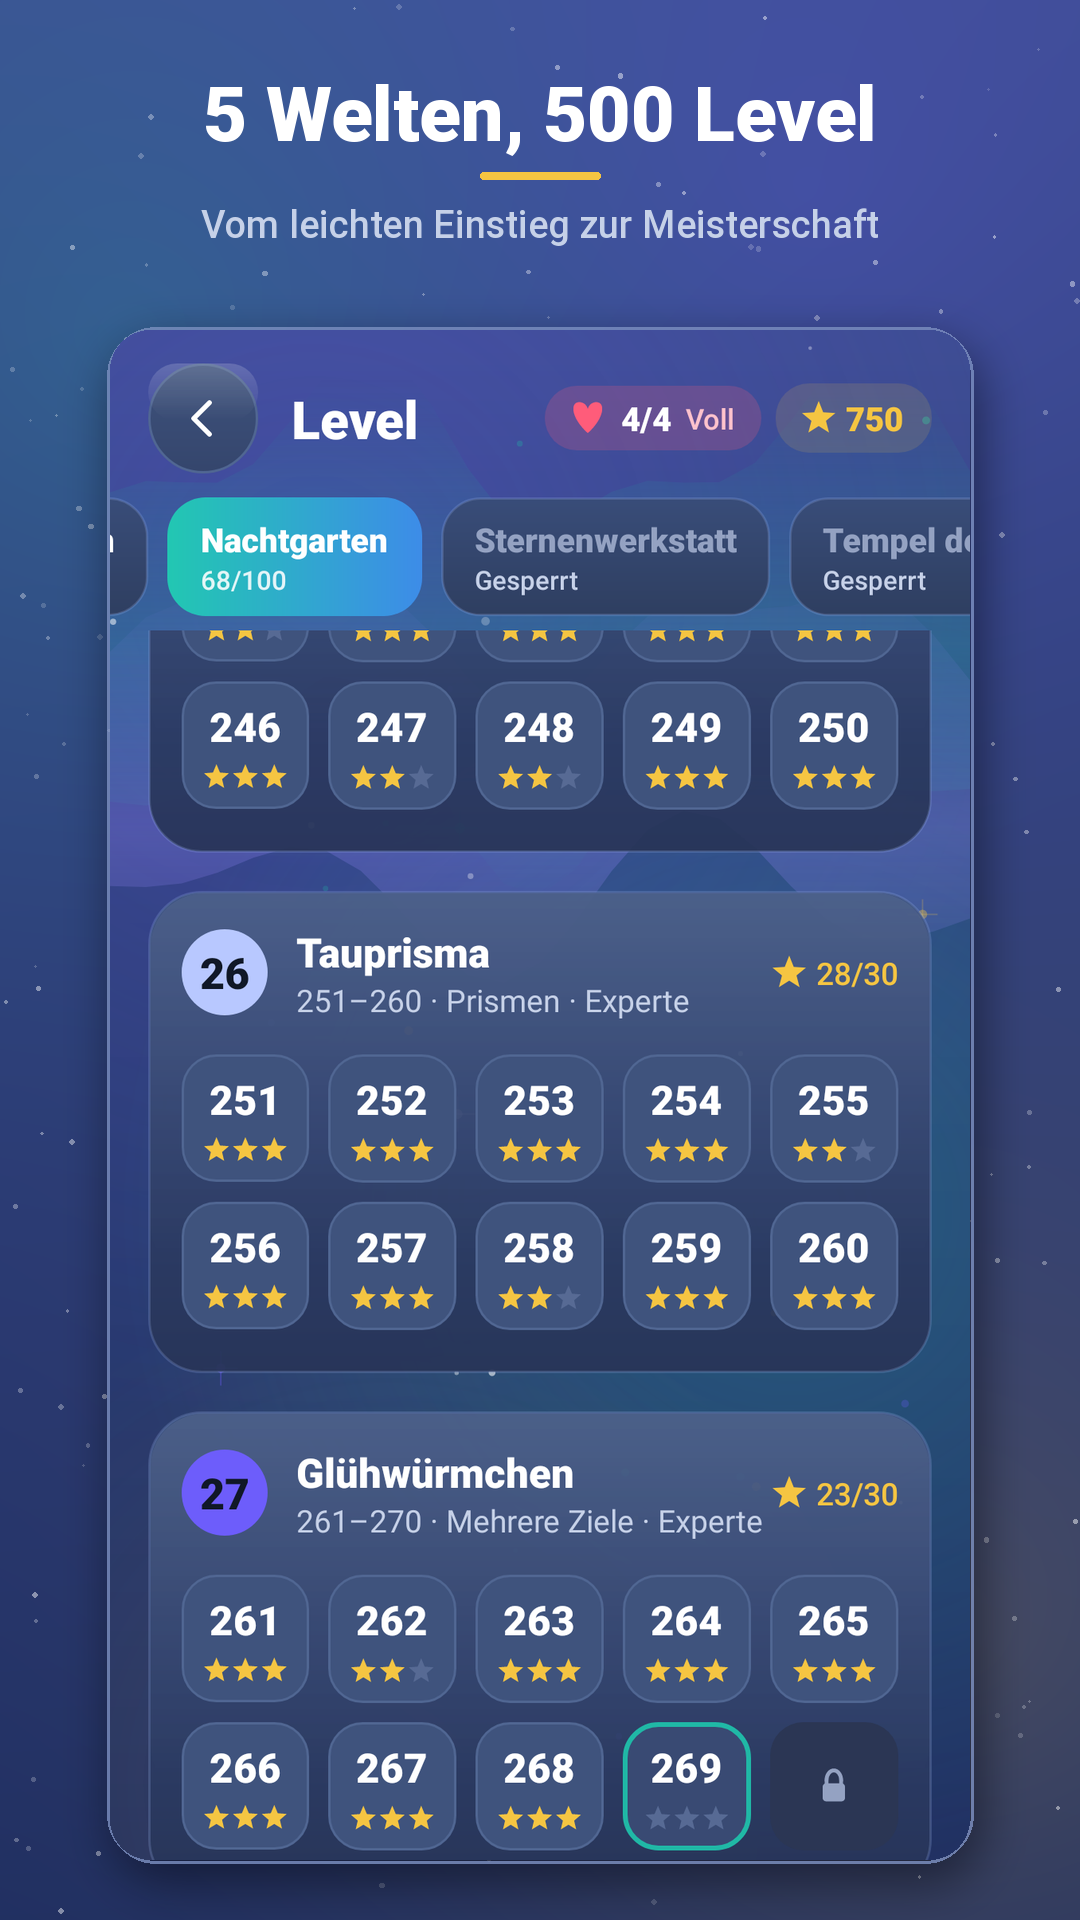 5 Welten, 500 Level
Vom leichten Einstieg zur Meisterschaft
Level
4/4 Voll
750
Nachtgarten
68/100
Sternenwerkstatt
Gesperrt
Tempel
Gesperrt
246 247 248 249 250
26
Tauprisma
251–260 · Prismen · Experte
28/30
251 252 253 254 255
256 257 258 259 260
27
Glühwürmchen
261–270 · Mehrere Ziele · Experte
23/30
261 262 263 264 265
266 267 268 269